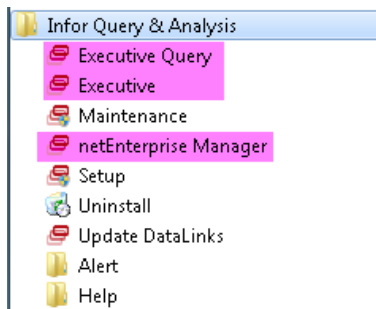 Infor Query & Analysis
Executive Query
Executive
Maintenance
netEnterprise Manager
Setup
Uninstall
Update DataLinks
Alert
Help